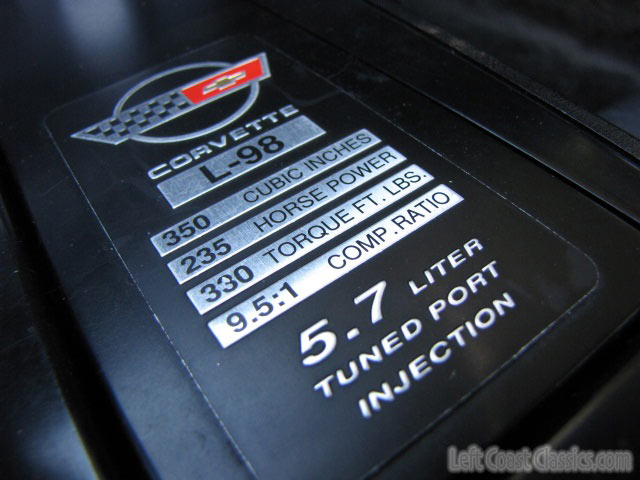 CORVETTE
L-98
350 CUBIC INCHES
235 HORSE POWER
330 TORQUE FT. LBS.
9.5:1 COMP. RATIO
5.7 LITER
TUNED PORT
INJECTION
Left Coast Classics.com